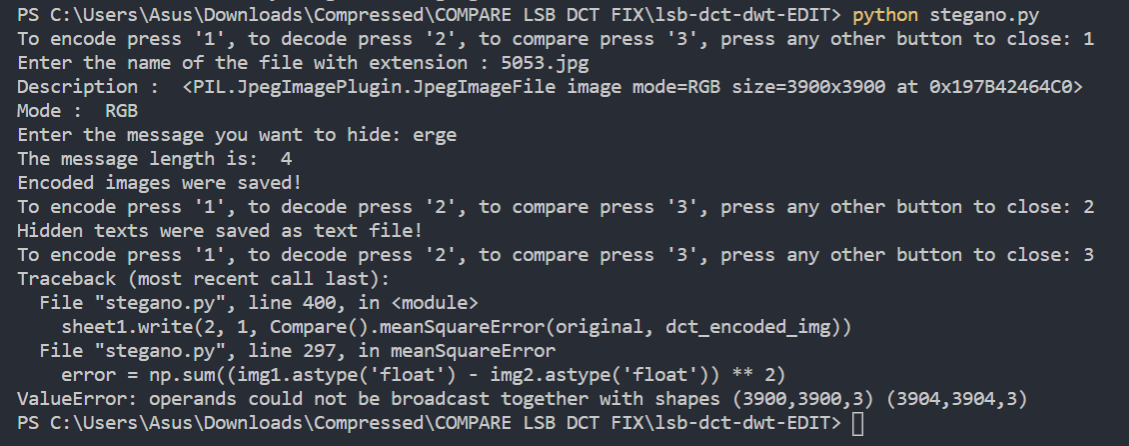 PS C:\Users\Asus\Downloads\Compressed\COMPARE LSB DCT FIX\lsb-dct-dwt-EDIT> python stegano.py
To encode press '1', to decode press '2', to compare press '3', press any other button to close: 1
Enter the name of the file with extension : 5053.jpg
Description :  <PIL.JpegImagePlugin.JpegImageFile image mode=RGB size=3900x3900 at 0x197B42464C0>
Mode :  RGB
Enter the message you want to hide: erge
The message length is:  4
Encoded images were saved!
To encode press '1', to decode press '2', to compare press '3', press any other button to close: 2
Hidden texts were saved as text file!
To encode press '1', to decode press '2', to compare press '3', press any other button to close: 3
Traceback (most recent call last):
  File "stegano.py", line 400, in <module>
    sheet1.write(2, 1, Compare().meanSquareError(original, dct_encoded_img))
  File "stegano.py", line 297, in meanSquareError
    error = np.sum((img1.astype('float') - img2.astype('float')) ** 2)
ValueError: operands could not be broadcast together with shapes (3900,3900,3) (3904,3904,3)
PS C:\Users\Asus\Downloads\Compressed\COMPARE LSB DCT FIX\lsb-dct-dwt-EDIT>